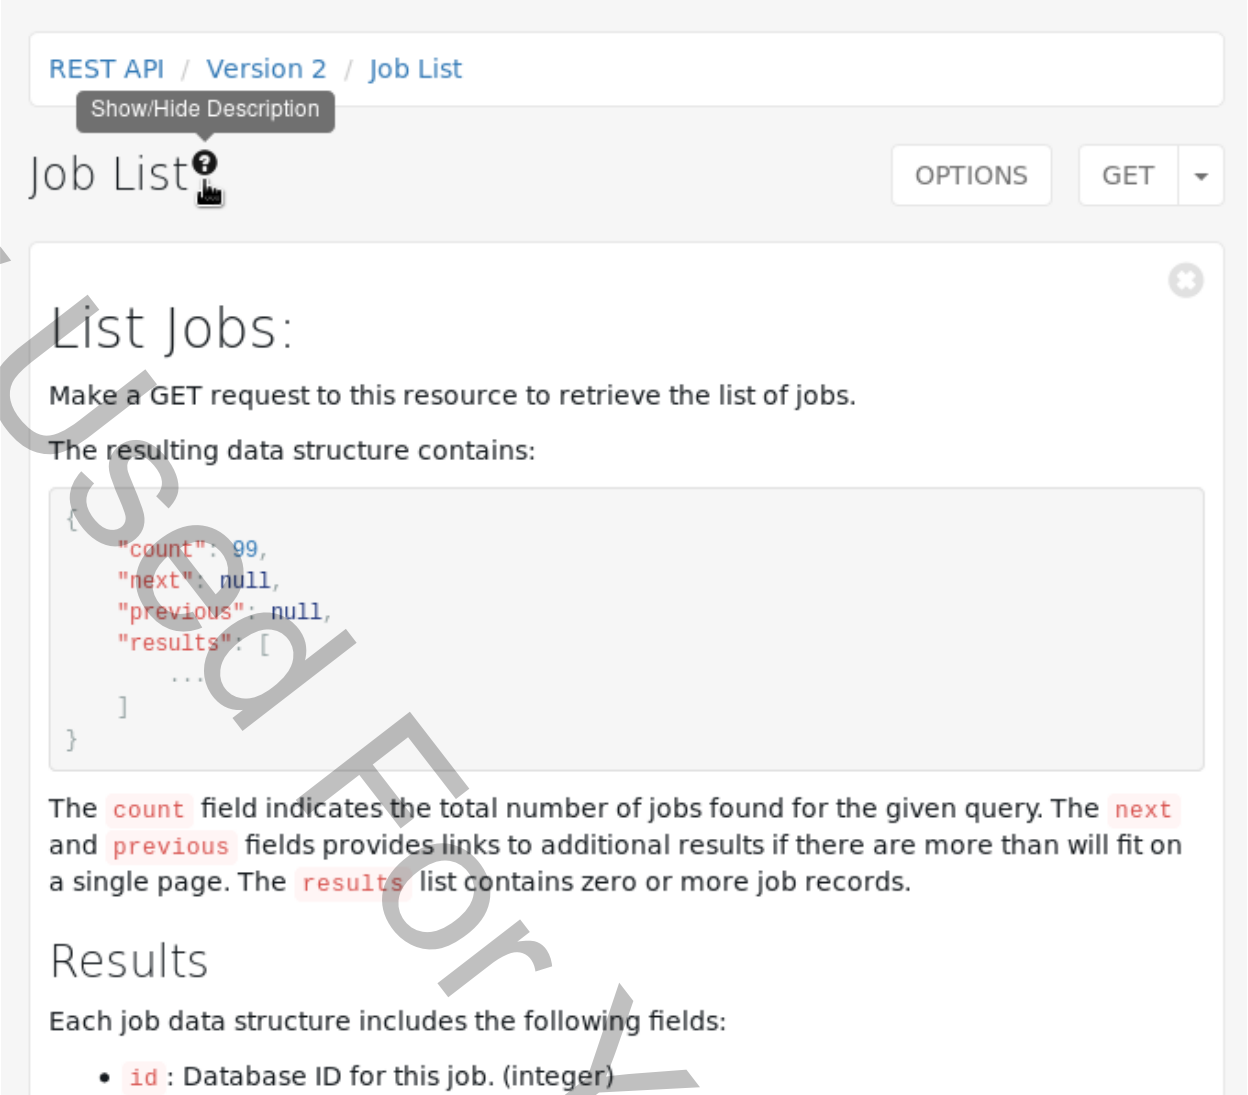 REST API / Version 2 / Job List
Show/Hide Description
Job List
OPTIONS
GET
List Jobs:
Make a GET request to this resource to retrieve the list of jobs.
The resulting data structure contains:
{
    "count": 99,
    "next": null,
    "previous": null,
    "results": [
        ...
    ]
}
The count field indicates the total number of jobs found for the given query. The next
and previous fields provides links to additional results if there are more than will fit on
a single page. The results list contains zero or more job records.
Results
Each job data structure includes the following fields:
• id : Database ID for this job. (integer)
Used For